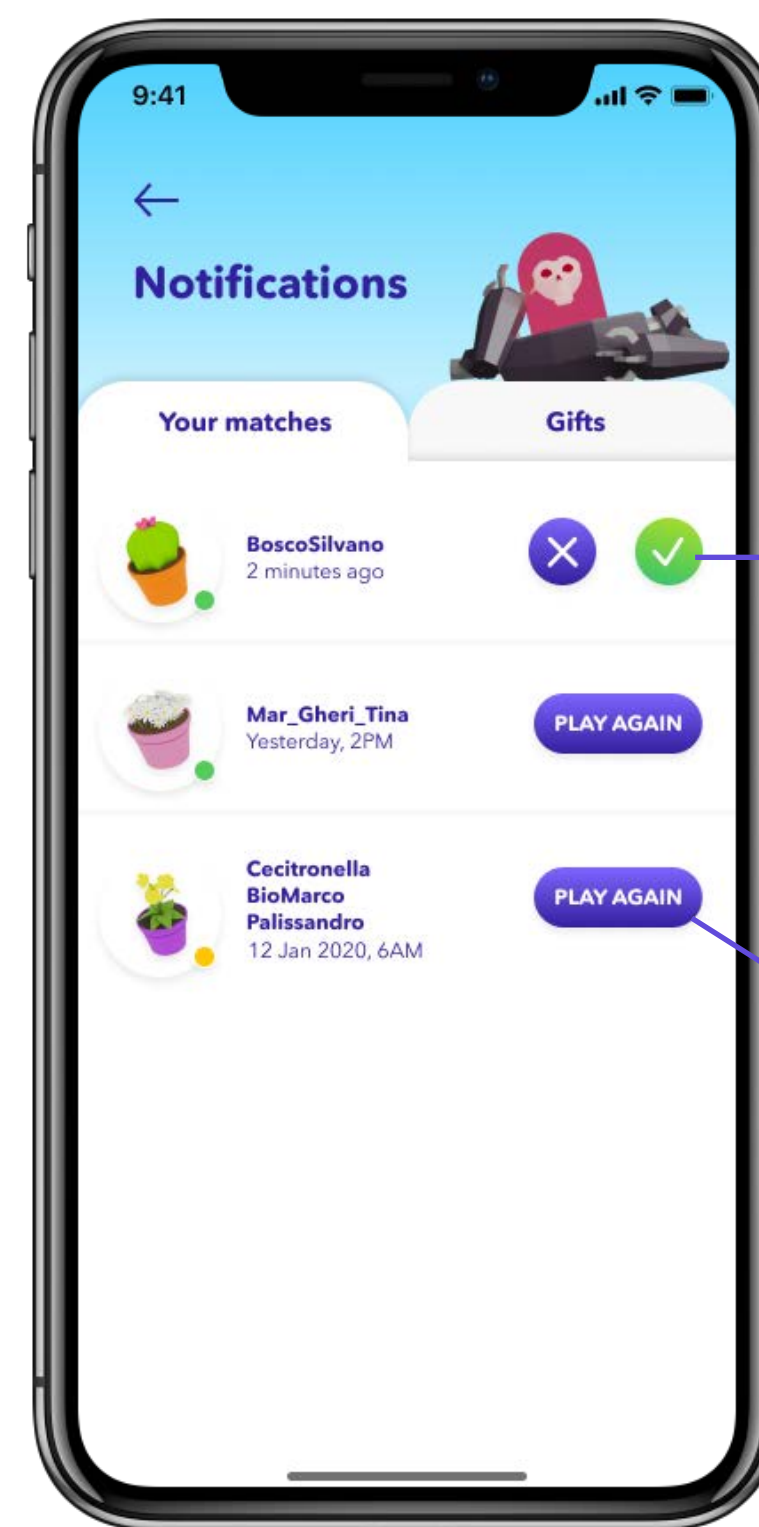 9:41
Notifications
Your matches
Gifts
BoscoSilvano
2 minutes ago
Mar_Gheri_Tina
Yesterday, 2PM
PLAY AGAIN
Cecitronella
BioMarco
Palissandro
12 Jan 2020, 6AM
PLAY AGAIN